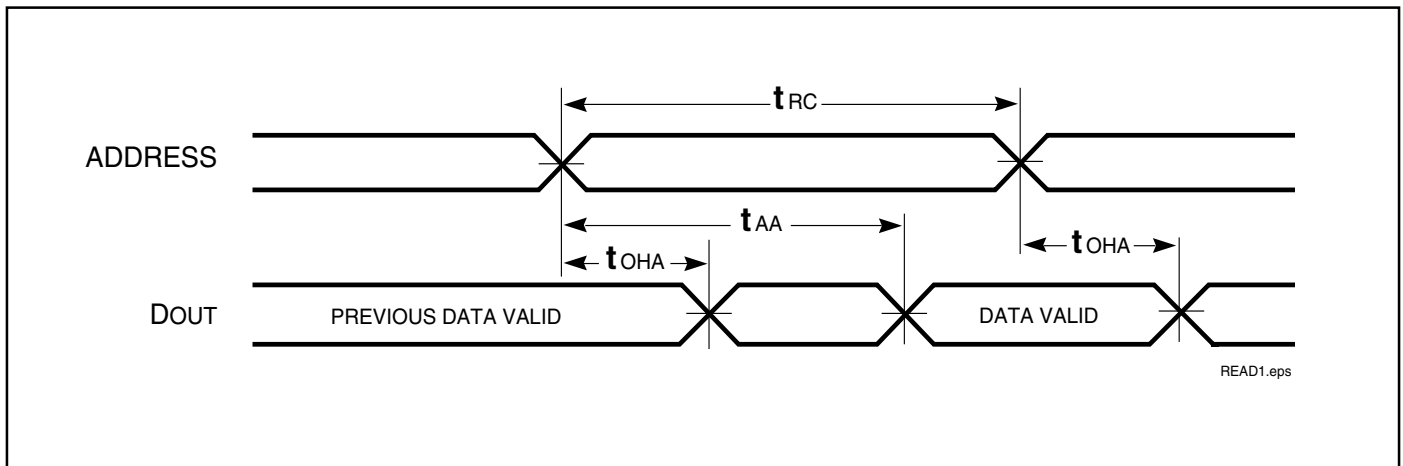 tRC
ADDRESS
tAA
tOHA
tOHA
DOUT
PREVIOUS DATA VALID
DATA VALID
READ1.eps